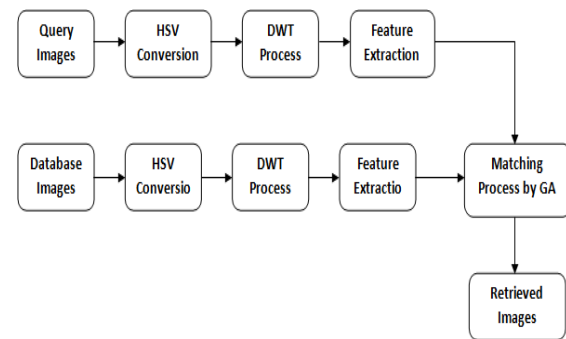 Query
Images
HSV
Conversion
DWT
Process
Feature
Extraction
Database
Images
HSV
Conversio
DWT
Process
Feature
Extractio
Matching
Process by GA
Retrieved
Images